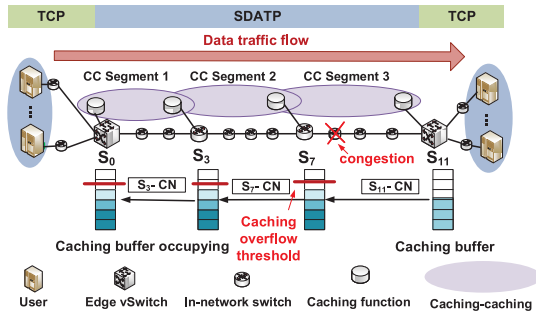 TCP SDATP TCP
Data traffic flow
CC Segment 1 CC Segment 2 CC Segment 3
S0 S3 S7 S11
congestion
S3- CN S7- CN S11- CN
Caching
overflow
threshold
Caching buffer occupying Caching buffer
User Edge vSwitch In-network switch Caching function Caching-caching